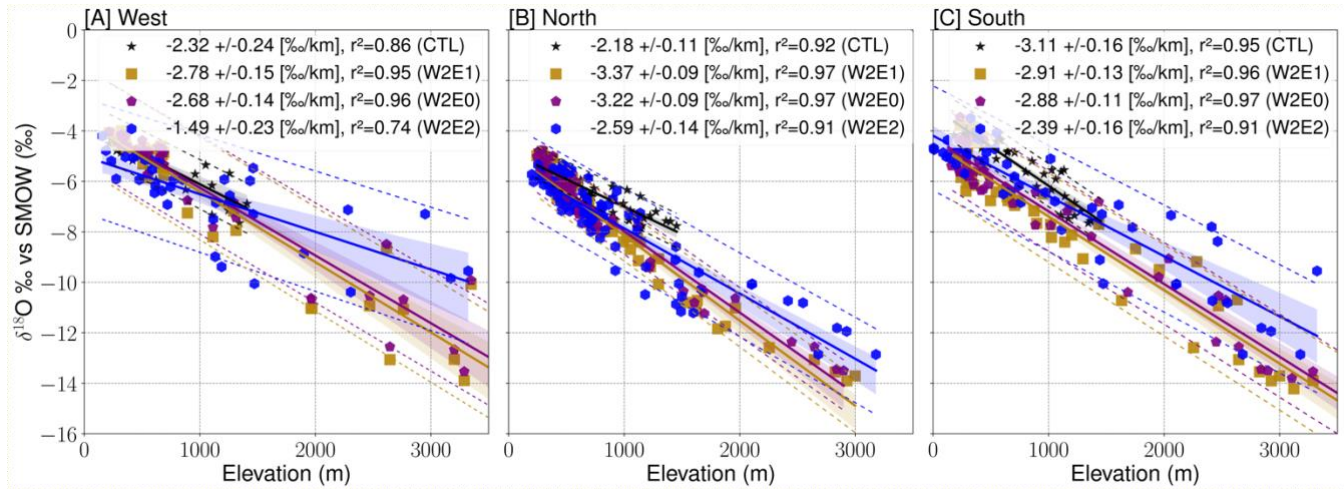 [A] West
-2.32 +/-0.24 [‰/km], r²=0.86 (CTL)
-2.78 +/-0.15 [‰/km], r²=0.95 (W2E1)
-2.68 +/-0.14 [‰/km], r²=0.96 (W2E0)
-1.49 +/-0.23 [‰/km], r²=0.74 (W2E2)
[B] North
-2.18 +/-0.11 [‰/km], r²=0.92 (CTL)
-3.37 +/-0.09 [‰/km], r²=0.97 (W2E1)
-3.22 +/-0.09 [‰/km], r²=0.97 (W2E0)
-2.59 +/-0.14 [‰/km], r²=0.91 (W2E2)
[C] South
-3.11 +/-0.16 [‰/km], r²=0.95 (CTL)
-2.91 +/-0.13 [‰/km], r²=0.96 (W2E1)
-2.88 +/-0.11 [‰/km], r²=0.97 (W2E0)
-2.39 +/-0.16 [‰/km], r²=0.91 (W2E2)
δ¹⁸O ‰ vs SMOW (‰)
0
−2
−4
−6
−8
−10
−12
−14
−16
0 1000 2000 3000
0 1000 2000 3000
0 1000 2000 3000
Elevation (m)
Elevation (m)
Elevation (m)